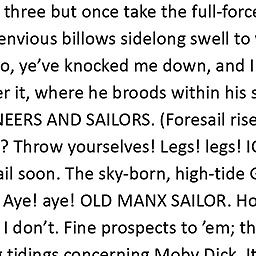 three but once take the full-forc
envious billows sidelong swell to
o, ye’ve knocked me down, and I
er it, where he broods within his s
NEERS AND SAILORS. (Foresail rise
? Throw yourselves! Legs! legs! I
ail soon. The sky-born, high-tide G
Aye! aye! OLD MANX SAILOR. Ho
I don’t. Fine prospects to ’em; th
g tidings concerning Moby Dick. It